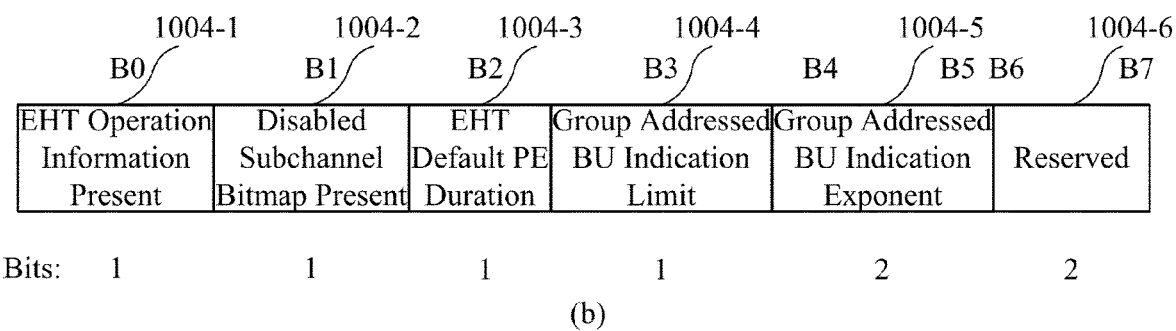 1004-1 1004-2 1004-3 1004-4 1004-5 1004-6
B0 B1 B2 B3 B4 B5 B6 B7
EHT Operation Information Present
Disabled Subchannel Bitmap Present
EHT Default PE Duration
Group Addressed BU Indication Limit
Group Addressed BU Indication Exponent
Reserved
Bits: 1 1 1 1 2 2
(b)